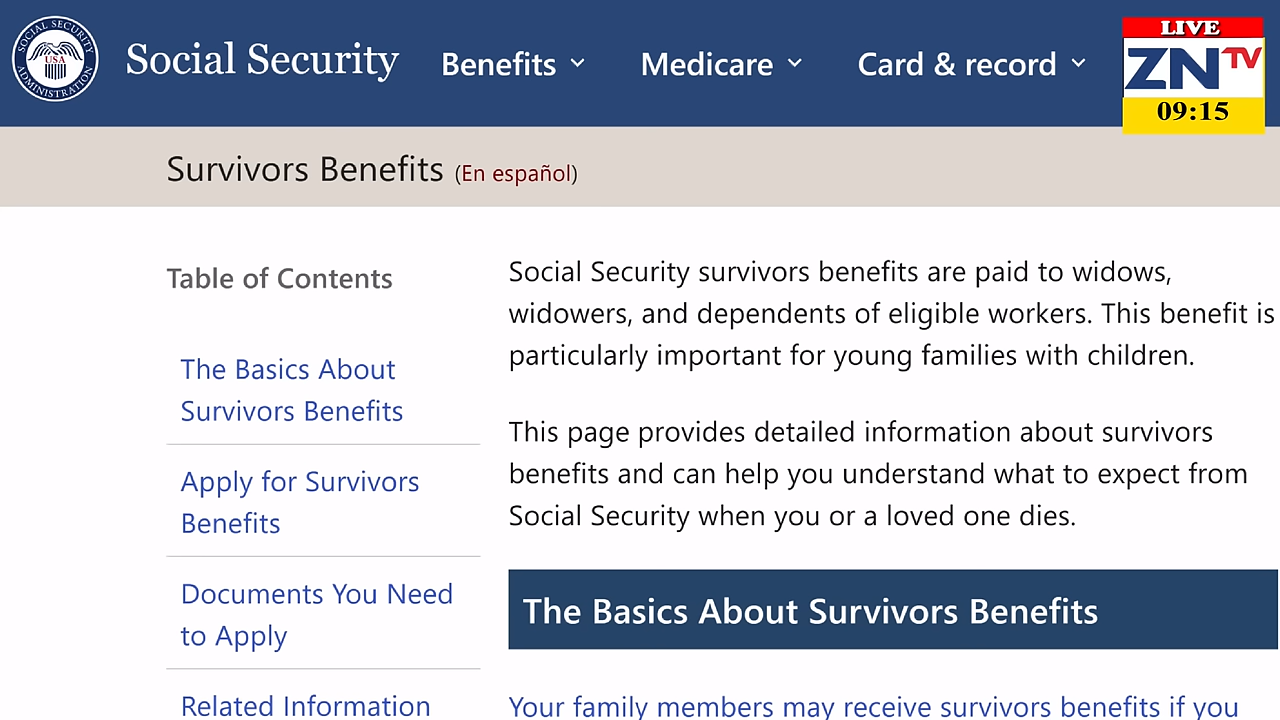 SOCIAL SECURITY ADMINISTRATION
USA
Social Security
Benefits
Medicare
Card & record
LIVE
ZNTV
09:15
Survivors Benefits (En español)
Table of Contents
The Basics About
Survivors Benefits
Apply for Survivors
Benefits
Documents You Need
to Apply
Related Information
Social Security survivors benefits are paid to widows,
widowers, and dependents of eligible workers. This benefit is
particularly important for young families with children.
This page provides detailed information about survivors
benefits and can help you understand what to expect from
Social Security when you or a loved one dies.
The Basics About Survivors Benefits
Your family members may receive survivors benefits if you